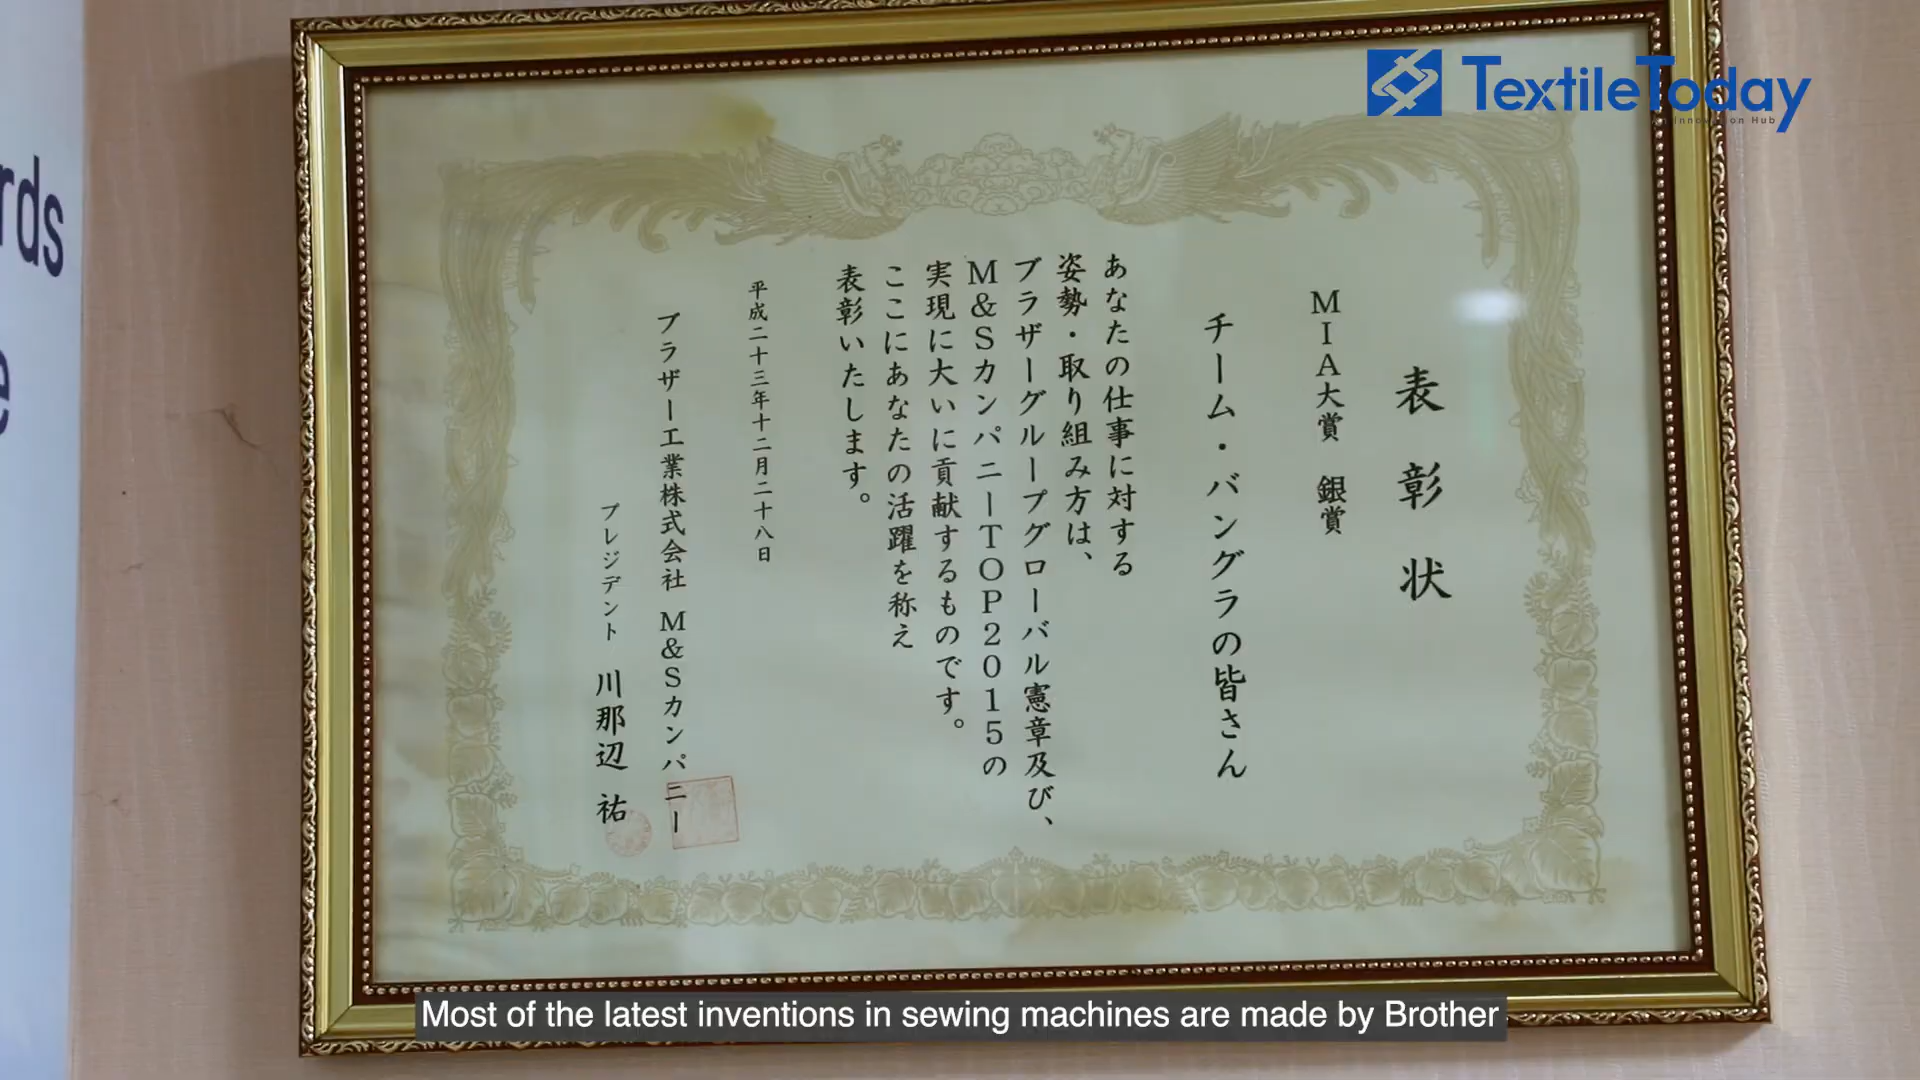 TextileToday
Innovation Hub
rds
e
表彰状
MIA大賞 銀賞
チーム・バングラの皆さん
あなたの仕事に対する
姿勢・取り組み方は、
ブラザーグループグローバル憲章及び、
M&SカンパニーTOP2015の
実現に大いに貢献するものです。
ここにあなたの活躍を称え
表彰いたします。
平成二十三年十二月二十八日
ブラザー工業株式会社 M&Sカンパニー
プレジデント 川那辺 祐
Most of the latest inventions in sewing machines are made by Brother